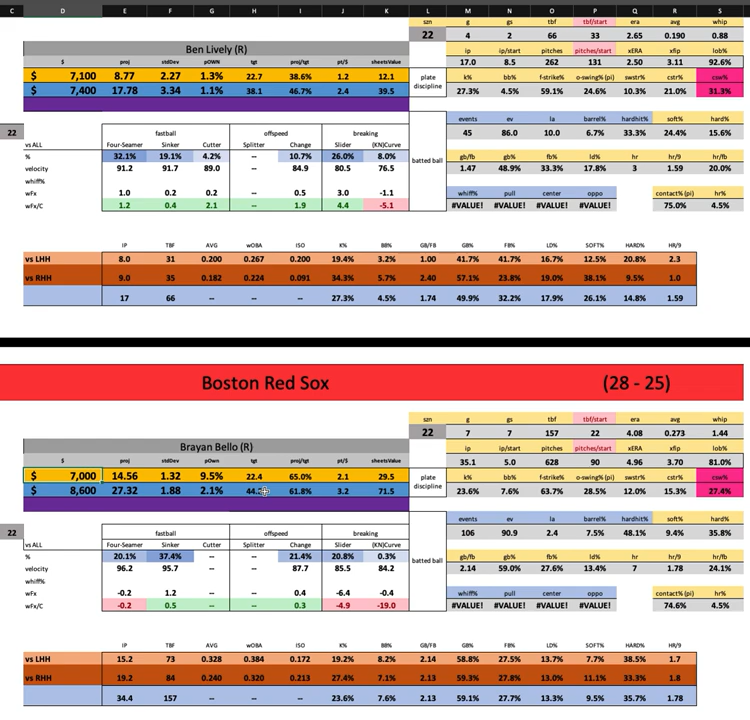 C D E F G H I J K L M N O P Q R S
szn g gs tbf tbf/start era avg whip
22 4 2 66 33 2.65 0.190 0.88
Ben Lively (R) ip ip/start pitches pitches/start xERA xfip lob%
$ proj stdDev pOWN tgt proj/tgt pt/$ sheetsValue 17.0 8.5 262 131 2.50 3.11 92.6%
$ 7,100 8.77 2.27 1.3% 22.7 38.6% 1.2 12.1 plate discipline k% bb% f-strike% o-swing% (pi) swstr% cstr% csw%
$ 7,400 17.78 3.34 1.1% 38.1 46.7% 2.4 39.5 27.3% 4.5% 59.1% 24.6% 10.3% 21.0% 31.3%
events ev la barrel% hardhit% soft% hard%
22 fastball offspeed breaking 45 86.0 10.0 6.7% 33.3% 24.4% 15.6%
vs ALL Four-Seamer Sinker Cutter Splitter Change Slider (KN)Curve
% 32.1% 19.1% 4.2% -- 10.7% 26.0% 8.0% batted ball gb/fb gb% fb% ld% hr hr/9 hr/fb
velocity 91.2 91.7 89.0 84.9 80.5 76.5 1.47 48.9% 33.3% 17.8% 3 1.59 20.0%
whiff%
wFx 1.0 0.2 0.2 0.5 3.0 -1.1 whiff% pull center oppo contact% (pi) hr%
wFx/C 1.2 0.4 2.1 -- 1.9 4.4 -5.1 #VALUE! #VALUE! #VALUE! #VALUE! 75.0% 4.5%
IP TBF AVG wOBA ISO K% BB% GB/FB GB% FB% LD% SOFT% HARD% HR/9
vs LHH 8.0 31 0.200 0.267 0.200 19.4% 3.2% 1.00 41.7% 41.7% 16.7% 12.5% 20.8% 2.3
vs RHH 9.0 35 0.182 0.224 0.091 34.3% 5.7% 2.40 57.1% 23.8% 19.0% 38.1% 9.5% 1.0
17 66 -- -- -- 27.3% 4.5% 1.74 49.9% 32.2% 17.9% 26.1% 14.8% 1.59
Boston Red Sox (28 - 25)
szn g gs tbf tbf/start era avg whip
22 7 7 157 22 4.08 0.273 1.44
Brayan Bello (R) ip ip/start pitches pitches/start xERA xfip lob%
$ proj stdDev pOwn tgt proj/tgt pt/$ sheetsValue 35.1 5.0 628 90 4.96 3.70 81.0%
$ 7,000 14.56 1.32 9.5% 22.4 65.0% 2.1 29.5 plate discipline k% bb% f-strike% o-swing% (pi) swstr% cstr% csw%
$ 8,600 27.32 1.88 2.1% 61.8% 3.2 71.5 23.6% 7.6% 63.7% 28.5% 12.0% 15.3% 27.4%
events ev la barrel% hardhit% soft% hard%
22 fastball offspeed breaking 106 90.9 2.4 7.5% 48.1% 9.4% 35.8%
vs ALL Four-Seamer Sinker Cutter Splitter Change Slider (KN)Curve
% 20.1% 37.4% -- -- 21.4% 20.8% 0.3% batted ball gb/fb gb% fb% ld% hr hr/9 hr/fb
velocity 96.2 95.7 -- -- 87.7 85.5 84.2 2.14 59.0% 27.6% 13.4% 7 1.78 24.1%
whiff%
wFx -0.2 1.2 0.4 -6.4 -0.4 whiff% pull center oppo contact% (pi) hr%
wFx/C -0.2 0.5 -- -- 0.3 -4.9 -19.0 #VALUE! #VALUE! #VALUE! #VALUE! 74.6% 4.5%
IP TBF AVG wOBA ISO K% BB% GB/FB GB% FB% LD% SOFT% HARD% HR/9
vs LHH 15.2 73 0.328 0.384 0.172 19.2% 8.2% 2.14 58.8% 27.5% 13.7% 7.7% 38.5% 1.7
vs RHH 19.2 84 0.240 0.320 0.213 27.4% 7.1% 2.13 59.3% 27.8% 13.0% 11.1% 33.3% 1.8
34.4 157 -- -- -- 23.6% 7.6% 2.13 59.1% 27.7% 13.3% 9.5% 35.7% 1.78